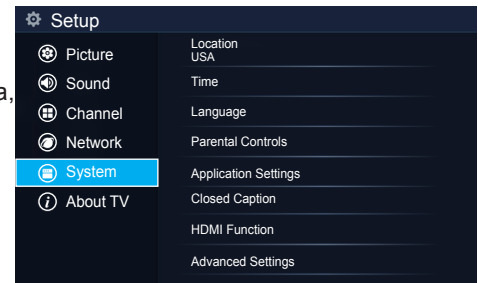 Setup
Picture
Sound
a,
Channel
Network
System
About TV
Location
USA
Time
Language
Parental Controls
Application Settings
Closed Caption
HDMI Function
Advanced Settings